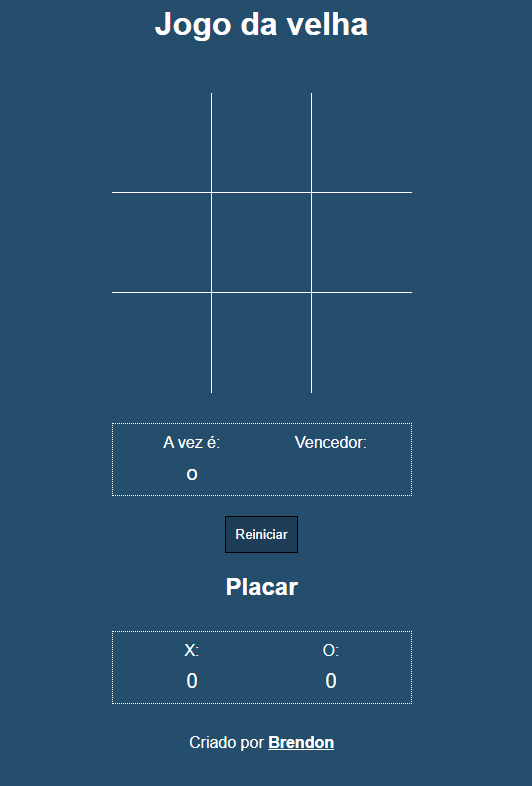 Jogo da velha
A vez é: Vencedor:
o
Reiniciar
Placar
X: O:
0 0
Criado por Brendon